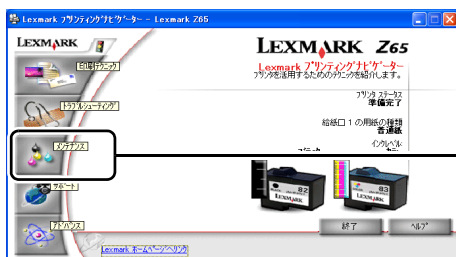 Lexmark プリンティングナビゲーター - Lexmark Z65
LEXMARK
LEXMARK Z65
Lexmark プリンティングナビゲーター
プリンタを活用するためのテクニックを紹介します。
印刷テクニック
プリンタ ステータス
準備完了
トラブルシューティング
給紙口 1 の用紙の種類
普通紙
メンテナンス
インクレベル:
82
LEXMARK
83
LEXMARK
サポート
アドバンス
終了
ヘルプ
Lexmark ホームページへリンク